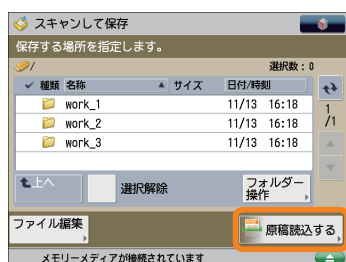 スキャンして保存
保存する場所を指定します。
/ 選択数：0
✓ 種類 名称 ▲ サイズ 日付/時刻
work_1 11/13 16:18
work_2 11/13 16:18
work_3 11/13 16:18
1
/1
上へ 選択解除 フォルダー
操作
ファイル編集 原稿読込する
メモリーメディアが接続されています